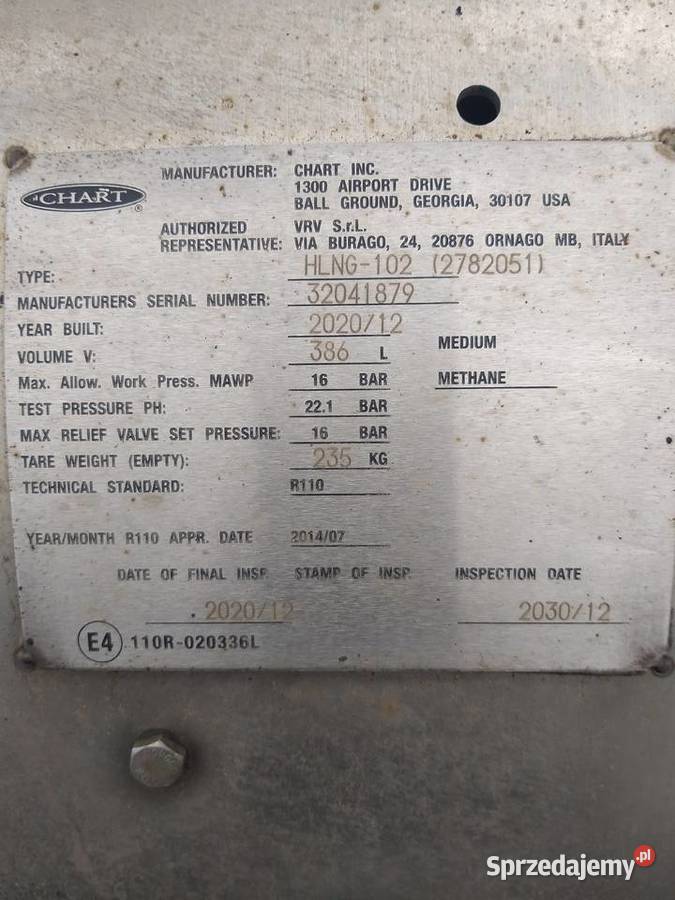 CHART®
MANUFACTURER: CHART INC.
1300 AIRPORT DRIVE
BALL GROUND, GEORGIA, 30107 USA
AUTHORIZED REPRESENTATIVE: VRV S.r.L.
VIA BURAGO, 24, 20876 ORNAGO MB, ITALY
TYPE: HLNG-102 (2782051)
MANUFACTURERS SERIAL NUMBER: 32041879
YEAR BUILT: 2020/12
VOLUME V: 386 L MEDIUM
Max. Allow. Work Press. MAWP 16 BAR METHANE
TEST PRESSURE PH: 22.1 BAR
MAX RELIEF VALVE SET PRESSURE: 16 BAR
TARE WEIGHT (EMPTY): 235 KG
TECHNICAL STANDARD: R110
YEAR/MONTH R110 APPR. DATE 2014/07
DATE OF FINAL INSP. STAMP OF INSP. INSPECTION DATE
2020/12 2030/12
E4 110R-020336L
Sprzedajemy.pl